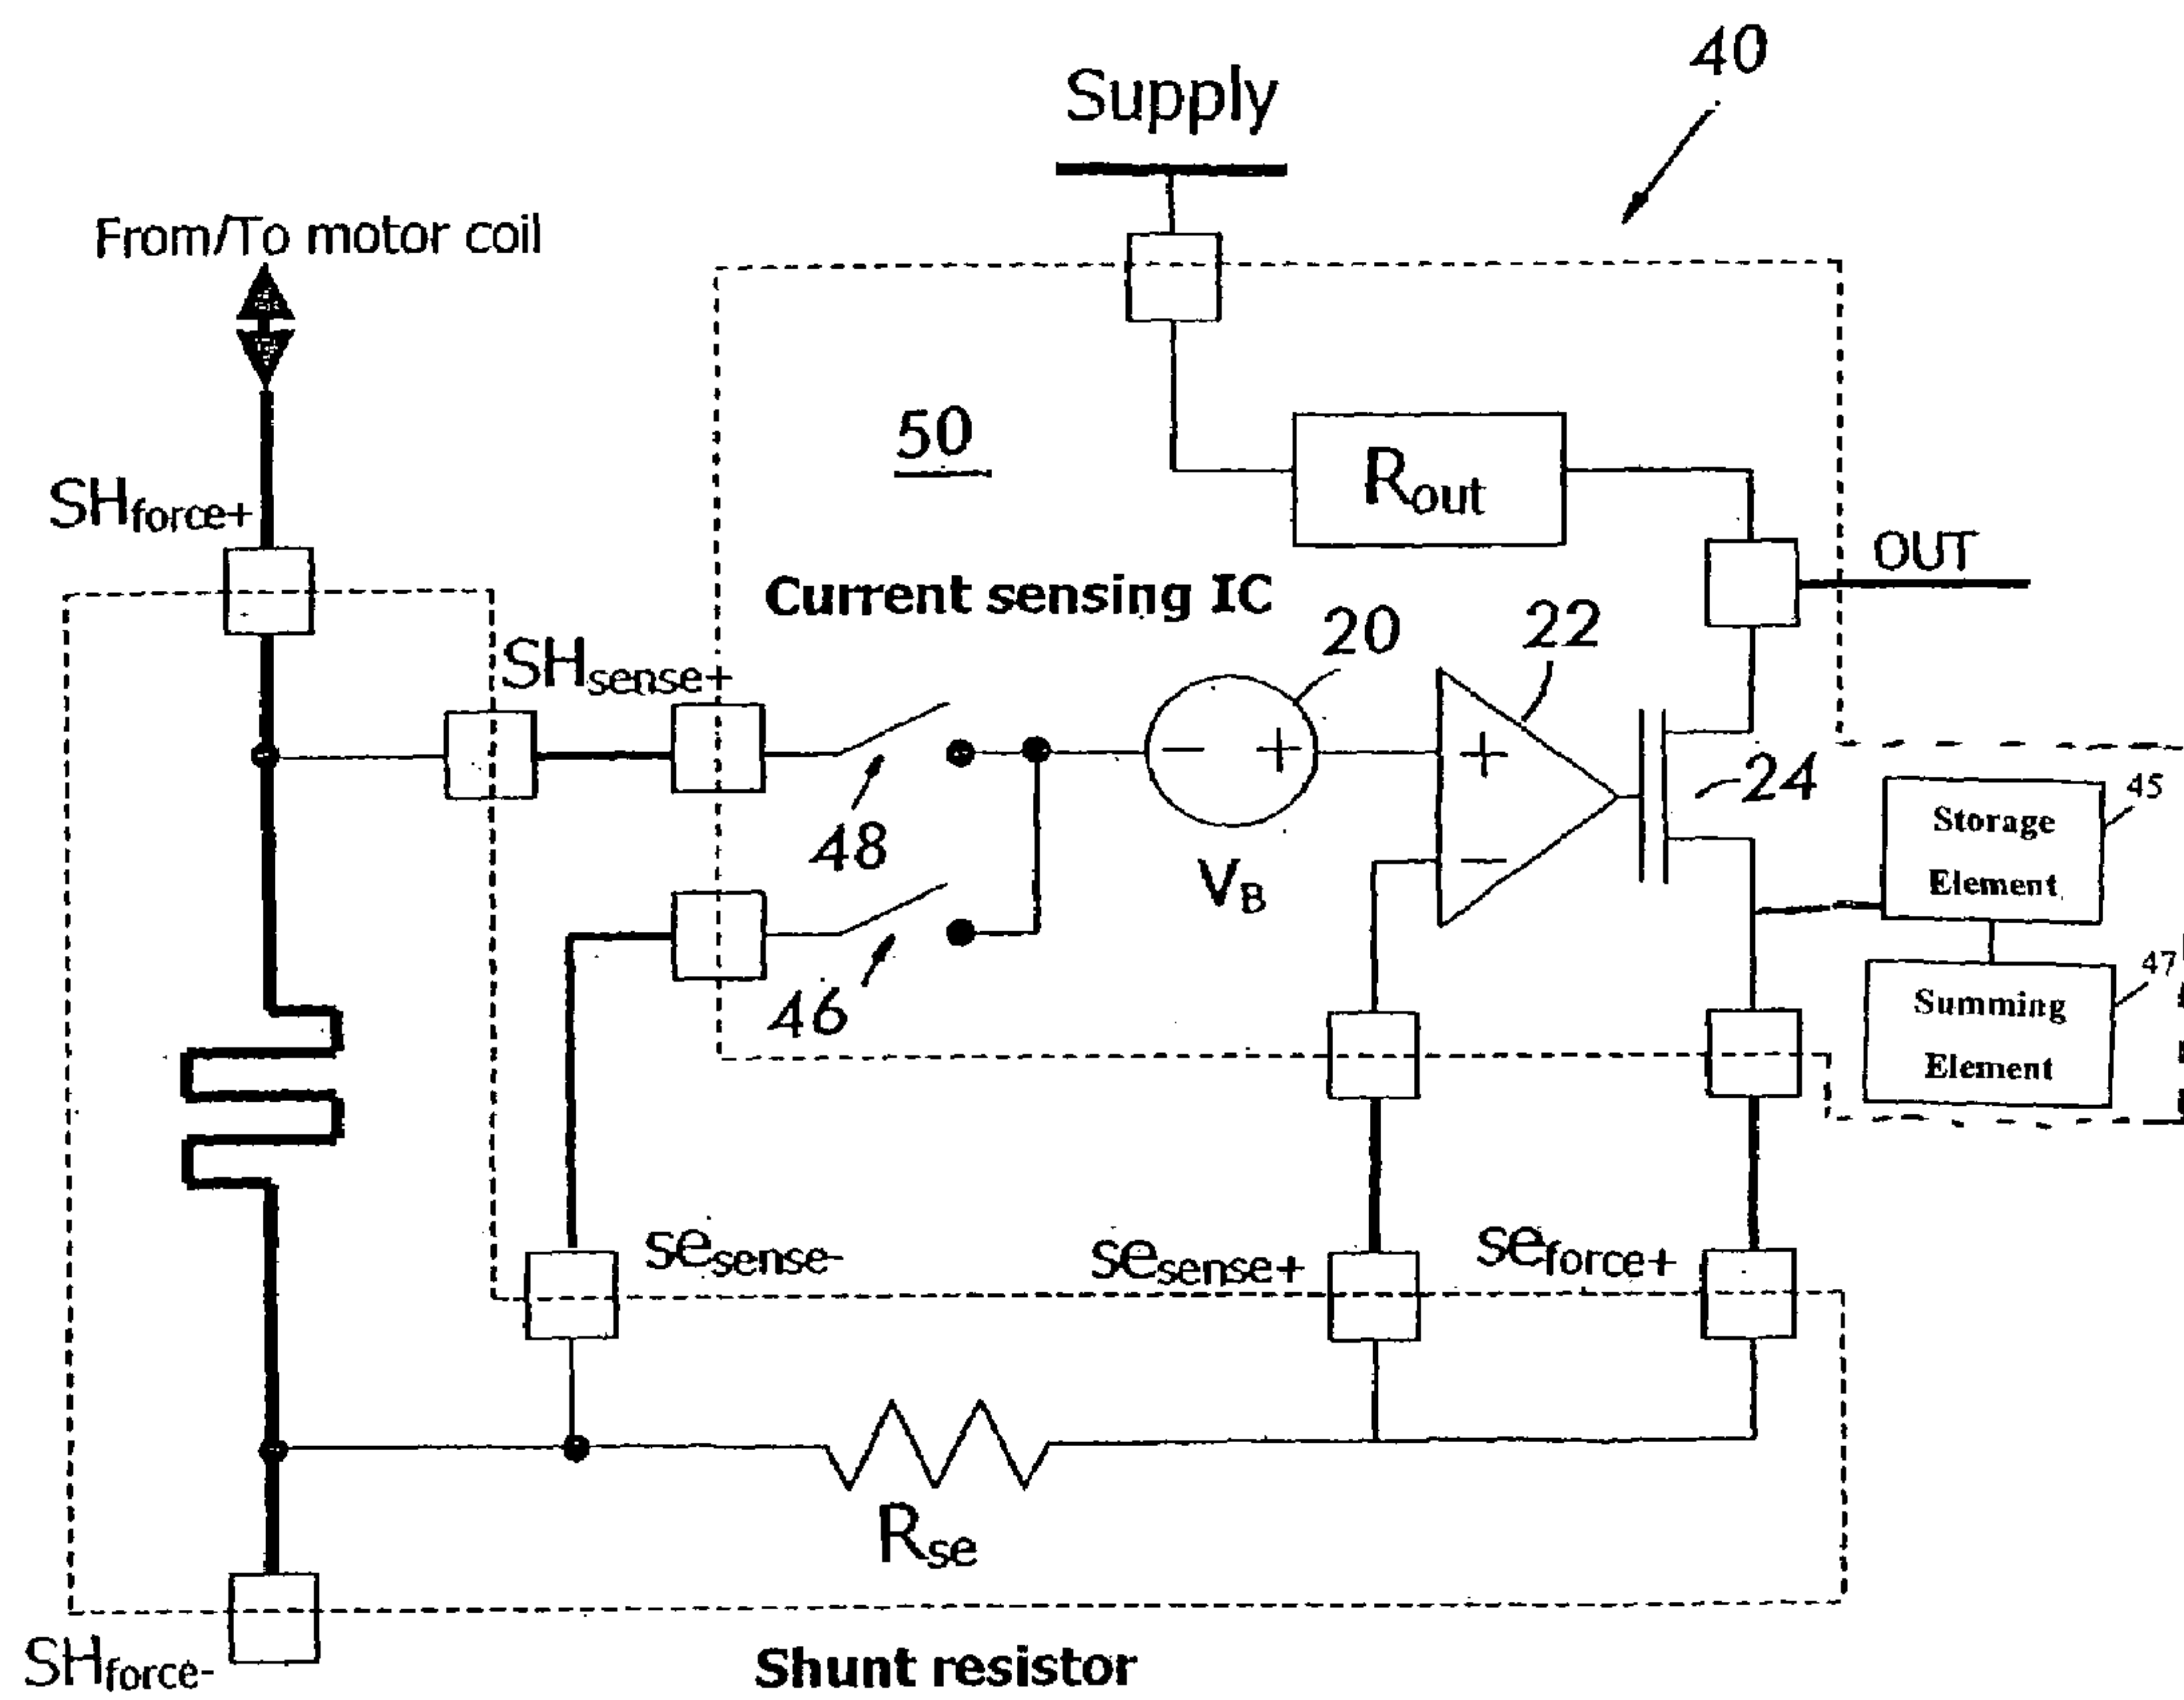 40
Supply
From/To motor coil
50
Rout
SHforce+
OUT
Current sensing IC
20
22
SHsense+
- +
+
-
24
45
Storage
Element
48
VB
46
47
Summing
Element
sesense-
sesense+
seforce+
Rse
SHforce-
Shunt resistor